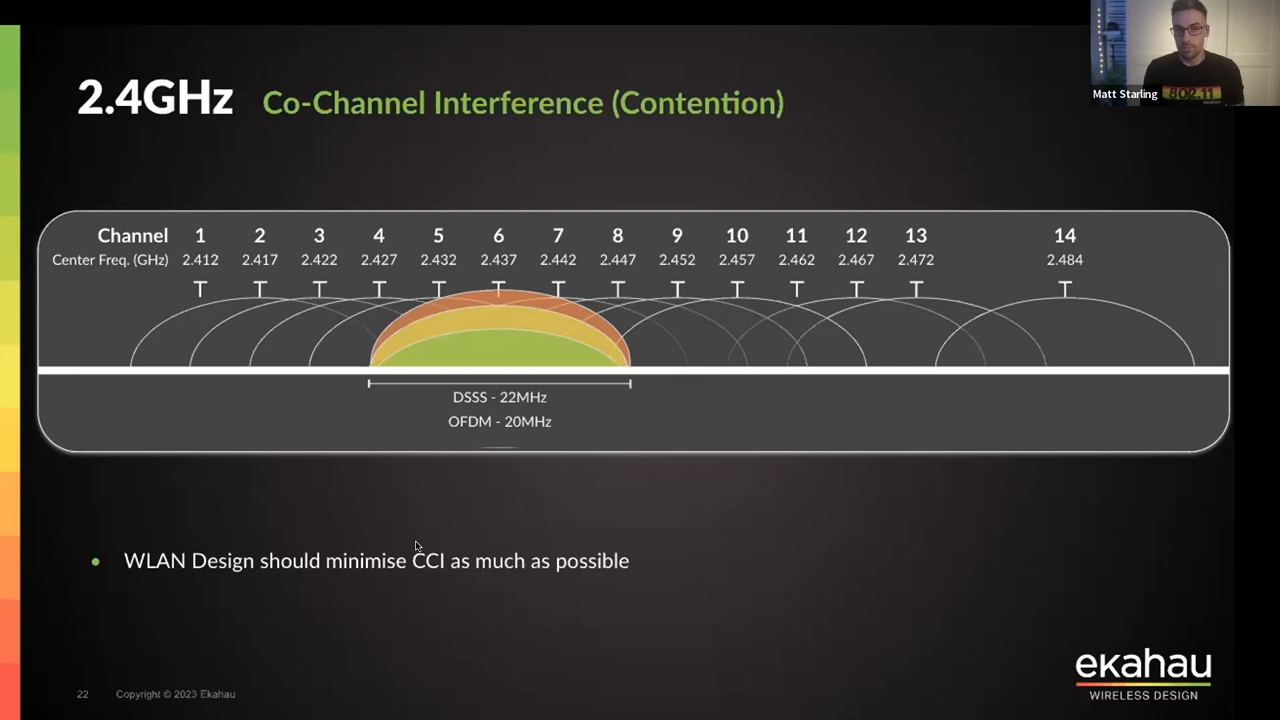 2.4GHz Co-Channel Interference (Contention)
Matt Starling
802.11
Channel 1 2 3 4 5 6 7 8 9 10 11 12 13 14
Center Freq. (GHz) 2.412 2.417 2.422 2.427 2.432 2.437 2.442 2.447 2.452 2.457 2.462 2.467 2.472 2.484
DSSS - 22MHz
OFDM - 20MHz
• WLAN Design should minimise CCI as much as possible
ekahau
WIRELESS DESIGN
22 Copyright © 2023 Ekahau